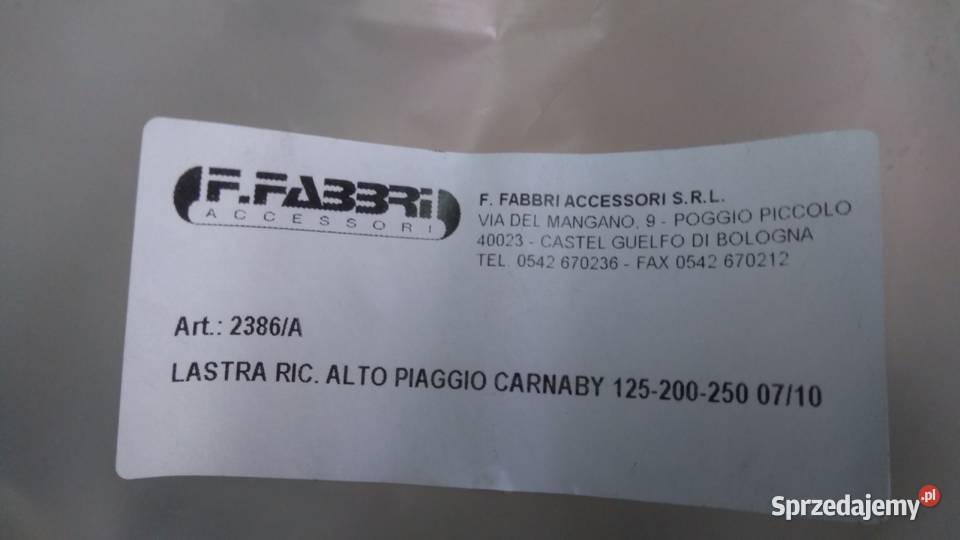 F.FABBRI
ACCESSORI
F. FABBRI ACCESSORI S.R.L.
VIA DEL MANGANO, 9 - POGGIO PICCOLO
40023 - CASTEL GUELFO DI BOLOGNA
TEL. 0542 670236 - FAX 0542 670212
Art.: 2386/A
LASTRA RIC. ALTO PIAGGIO CARNABY 125-200-250 07/10
Sprzedajemy.pl